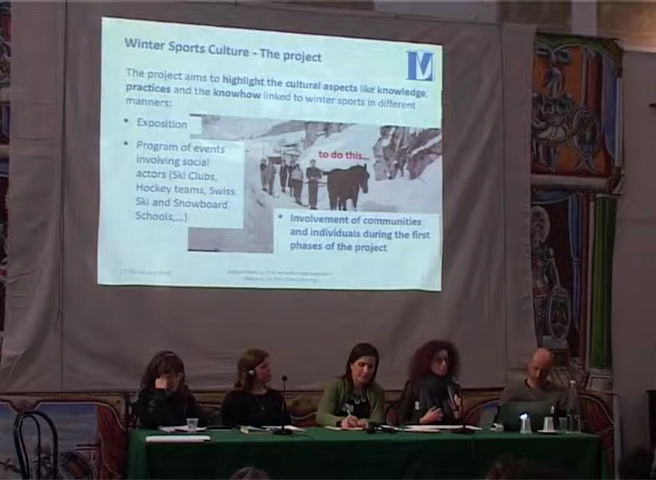 Winter Sports Culture - The project
The project aims to highlight the cultural aspects like knowledge,
practices and the knowhow linked to winter sports in different
manners:
• Exposition
• Program of events
involving social
actors (Ski Clubs,
Hockey teams, Swiss
Ski and Snowboard
Schools,...)
to do this...
• Involvement of communities
and individuals during the first
phases of the project